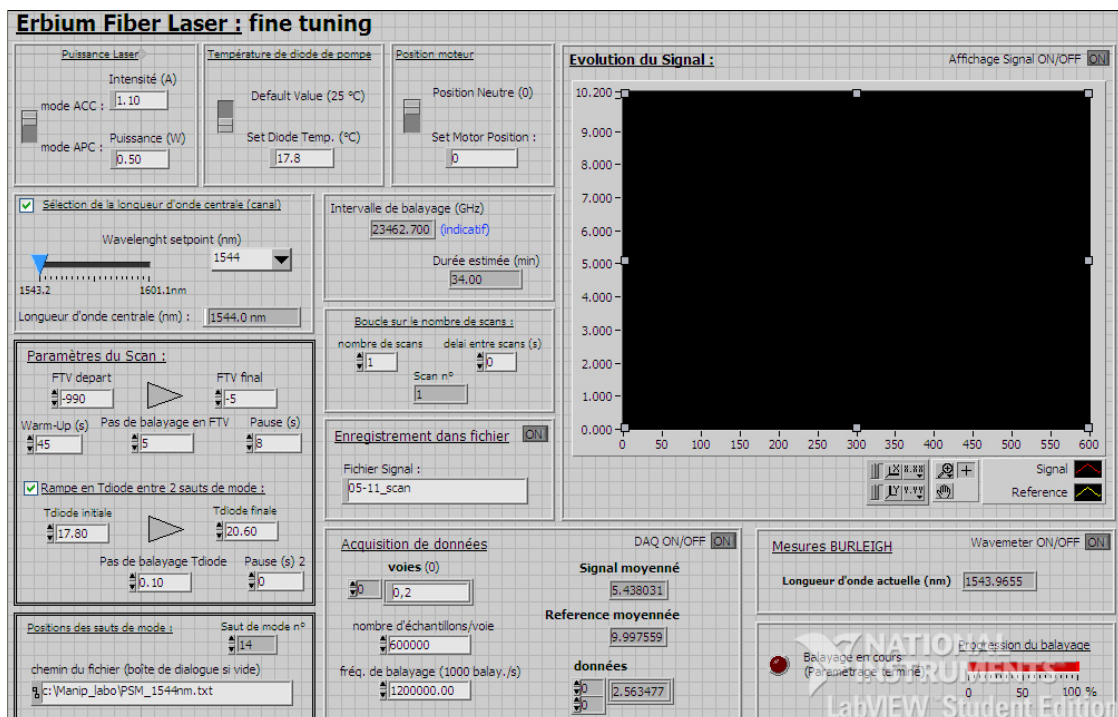 Erbium Fiber Laser : fine tuning
Puissance Laser
Intensité (A)
mode ACC :
1.10
mode APC :
Puissance (W)
0.50
Température de diode de pompe
Default Value (25 °C)
Set Diode Temp. (°C)
17.8
Position moteur
Position Neutre (0)
Set Motor Position :
0
Evolution du Signal :
Affichage Signal ON/OFF ON
10.200
9.000
8.000
7.000
6.000
5.000
4.000
3.000
2.000
1.000
0.000
0 50 100 150 200 250 300 350 400 450 500 550 600
Signal
Reference
Sélection de la longueur d'onde centrale (canal)
Wavelenght setpoint (nm)
1544
1543.2 1601.1nm
Longueur d'onde centrale (nm) : 1544.0 nm
Intervalle de balayage (GHz)
23462.700 (indicatif)
Durée estimée (min)
34.00
Boucle sur le nombre de scans :
nombre de scans delai entre scans (s)
1 0
Scan n°
1
Paramètres du Scan :
FTV depart FTV final
-990 -5
Warm-Up (s) Pas de balayage en FTV Pause (s)
45 5 8
Rampe en Tdiode entre 2 sauts de mode :
Tdiode initiale Tdiode finale
17.80 20.60
Pas de balayage Tdiode Pause (s) 2
0.10 0
Enregistrement dans fichier ON
Fichier Signal :
05-11_scan
Positions des sauts de mode : Saut de mode n°
14
chemin du fichier (boîte de dialogue si vide)
c:\Manip_labo\PSM_1544nm.txt
Acquisition de données DAQ ON/OFF ON
voies (0)
0 0,2
nombre d'échantillons/voie
600000
fréq. de balayage (1000 balay./s)
1200000.00
Signal moyenné
5.438031
Reference moyennée
9.997559
données
0
0
2.563477
Mesures BURLEIGH Wavemeter ON/OFF ON
Longueur d'onde actuelle (nm) 1543.9655
Balayage en cours
(Parametrage terminé)
Progression du balayage
0 50 100 %
NATIONAL
INSTRUMENTS
LabVIEW Student Edition